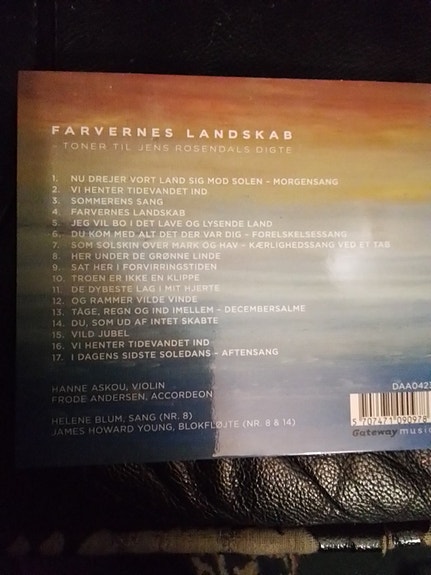 FARVERNES LANDSKAB
– TONER TIL JENS ROSENDALS DIGTE
1. NU DREJER VORT LAND SIG MOD SOLEN – MORGENSANG
2. VI HENTER TIDEVANDET IND
3. SOMMERENS SANG
4. FARVERNES LANDSKAB
5. JEG VIL BO I DET LAVE OG LYSENDE LAND
6. DU KOM MED ALT DET DER VAR DIG – FORELSKELSESSANG
7. SOM SOLSKIN OVER MARK OG HAV – KÆRLIGHEDSSANG VED ET TAB
8. HER UNDER DE GRØNNE LINDE
9. SAT HER I FORVIRRINGSTIDEN
10. TROEN ER IKKE EN KLIPPE
11. DE DYBESTE LAG I MIT HJERTE
12. OG RAMMER VILDE VINDE
13. TÅGE, REGN OG IND IMELLEM – DECEMBERSALME
14. DU, SOM UD AF INTET SKABTE
15. VILD JUBEL
16. VI HENTER TIDEVANDET IND
17. I DAGENS SIDSTE SOLEDANS – AFTENSANG
HANNE ASKOU, VIOLIN
FRODE ANDERSEN, ACCORDEON
DAA0423
HELENE BLUM, SANG (NR. 8)
JAMES HOWARD YOUNG, BLOKFLØJTE (NR. 8 & 14)
5 707471 090978
Gateway music